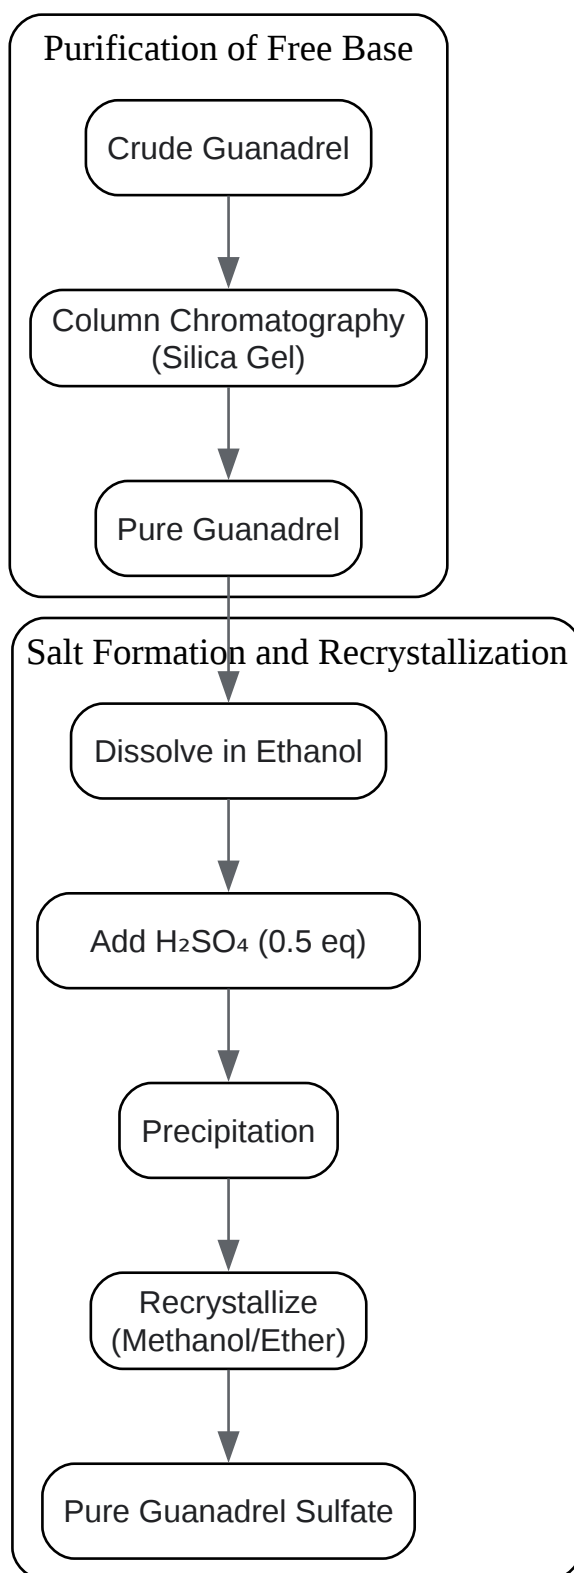 Purification of Free Base
Crude Guanadrel
Column Chromatography
(Silica Gel)
Pure Guanadrel
Salt Formation and Recrystallization
Dissolve in Ethanol
Add H₂SO₄ (0.5 eq)
Precipitation
Recrystallize
(Methanol/Ether)
Pure Guanadrel Sulfate